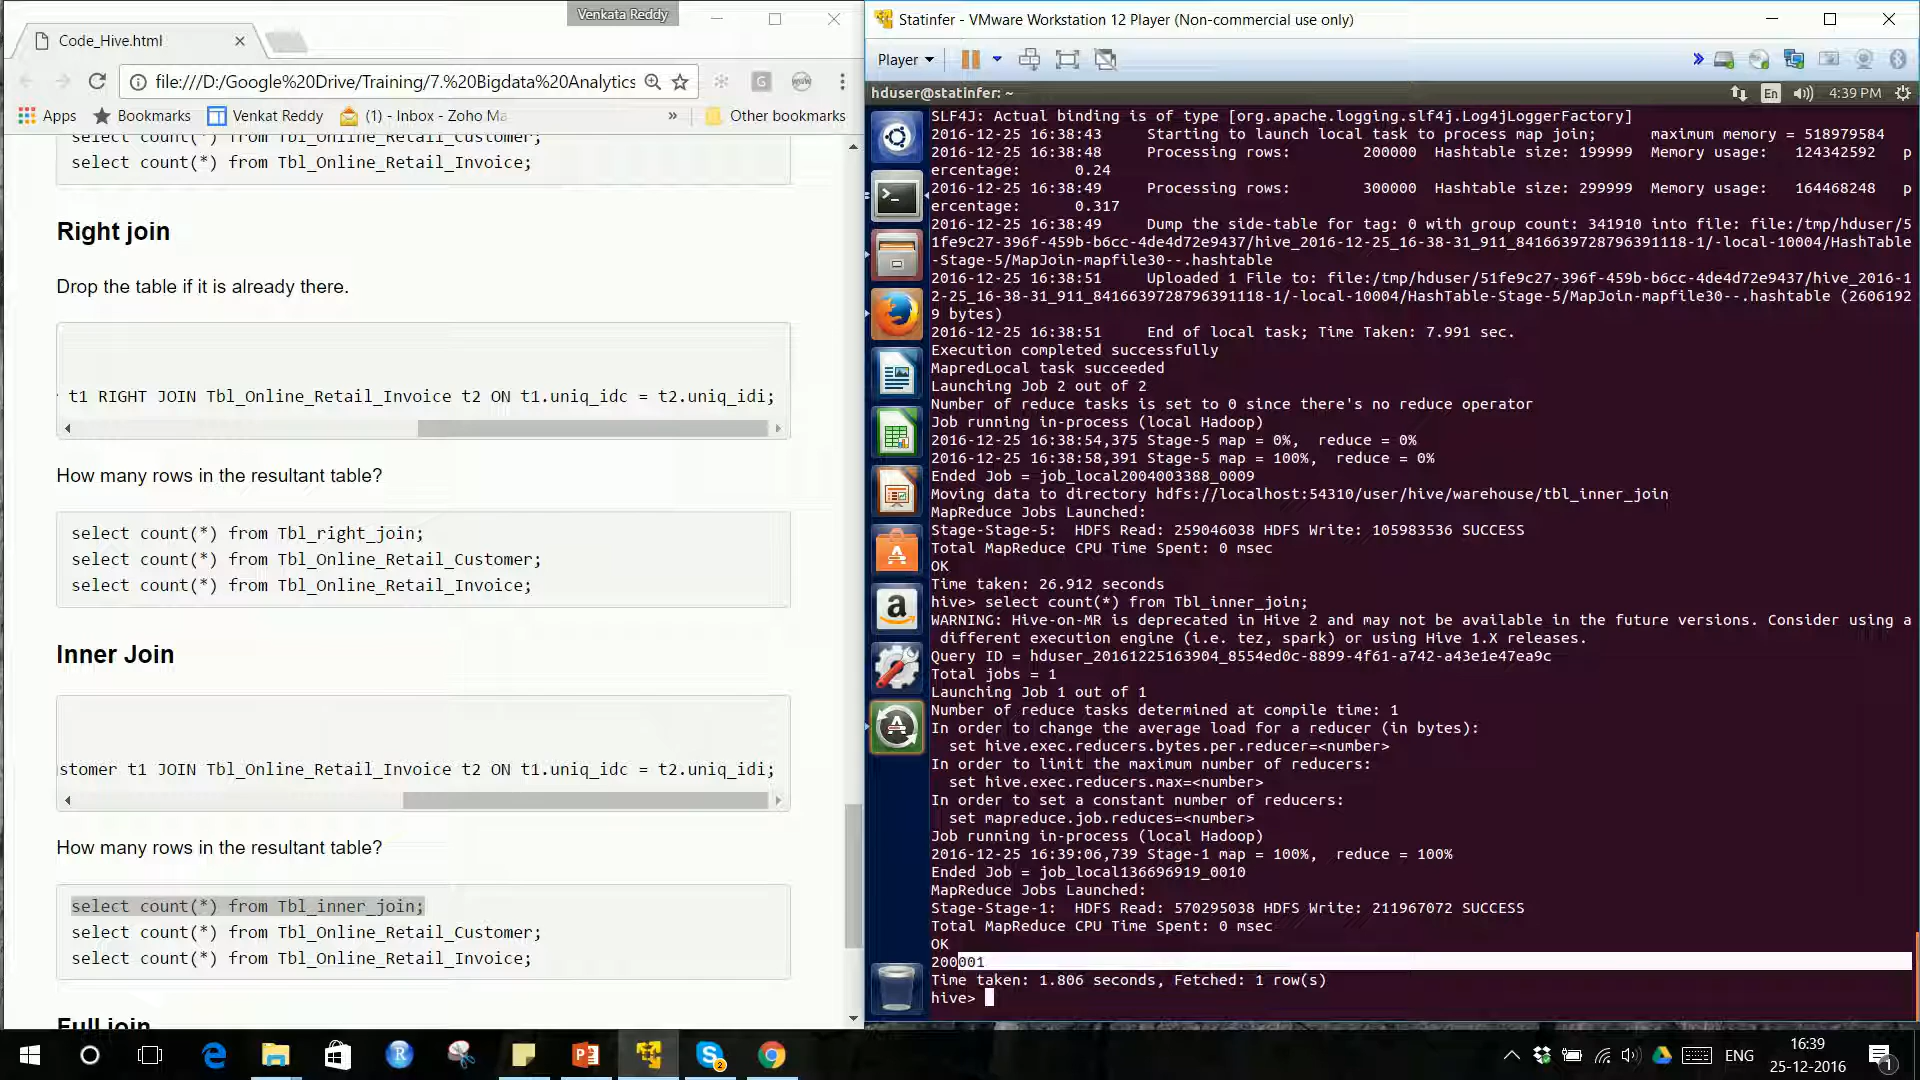 Venkata Reddy
Code_Hive.html
file:///D:/Google%20Drive/Training/7.%20Bigdata%20Analytics
Apps
Bookmarks
Venkat Reddy
(1) - Inbox - Zoho Ma
»
Other bookmarks
select count(*) from Tbl_Online_Retail_Customer;
select count(*) from Tbl_Online_Retail_Invoice;
Right join
Drop the table if it is already there.
t1 RIGHT JOIN Tbl_Online_Retail_Invoice t2 ON t1.uniq_idc = t2.uniq_idi;
How many rows in the resultant table?
select count(*) from Tbl_right_join;
select count(*) from Tbl_Online_Retail_Customer;
select count(*) from Tbl_Online_Retail_Invoice;
Inner Join
stomer t1 JOIN Tbl_Online_Retail_Invoice t2 ON t1.uniq_idc = t2.uniq_idi;
How many rows in the resultant table?
select count(*) from Tbl_inner_join;
select count(*) from Tbl_Online_Retail_Customer;
select count(*) from Tbl_Online_Retail_Invoice;
Full join
Statinfer - VMware Workstation 12 Player (Non-commercial use only)
Player
hduser@statinfer: ~
En
4:39 PM
SLF4J: Actual binding is of type [org.apache.logging.slf4j.Log4jLoggerFactory]
2016-12-25 16:38:43 Starting to launch local task to process map join; maximum memory = 518979584
2016-12-25 16:38:48 Processing rows: 200000 Hashtable size: 199999 Memory usage: 124342592 p
ercentage: 0.24
2016-12-25 16:38:49 Processing rows: 300000 Hashtable size: 299999 Memory usage: 164468248 p
ercentage: 0.317
2016-12-25 16:38:49 Dump the side-table for tag: 0 with group count: 341910 into file: file:/tmp/hduser/5
1fe9c27-396f-459b-b6cc-4de4d72e9437/hive_2016-12-25_16-38-31_911_8416639728796391118-1/-local-10004/HashTable
-Stage-5/MapJoin-mapfile30--.hashtable
2016-12-25 16:38:51 Uploaded 1 File to: file:/tmp/hduser/51fe9c27-396f-459b-b6cc-4de4d72e9437/hive_2016-1
2-25_16-38-31_911_8416639728796391118-1/-local-10004/HashTable-Stage-5/MapJoin-mapfile30--.hashtable (2606192
9 bytes)
2016-12-25 16:38:51 End of local task; Time Taken: 7.991 sec.
Execution completed successfully
MapredLocal task succeeded
Launching Job 2 out of 2
Number of reduce tasks is set to 0 since there's no reduce operator
Job running in-process (local Hadoop)
2016-12-25 16:38:54,375 Stage-5 map = 0%, reduce = 0%
2016-12-25 16:38:58,391 Stage-5 map = 100%, reduce = 0%
Ended Job = job_local2004003388_0009
Moving data to directory hdfs://localhost:54310/user/hive/warehouse/tbl_inner_join
MapReduce Jobs Launched:
Stage-Stage-5: HDFS Read: 259046038 HDFS Write: 105983536 SUCCESS
Total MapReduce CPU Time Spent: 0 msec
OK
Time taken: 26.912 seconds
hive> select count(*) from Tbl_inner_join;
WARNING: Hive-on-MR is deprecated in Hive 2 and may not be available in the future versions. Consider using a
different execution engine (i.e. tez, spark) or using Hive 1.X releases.
Query ID = hduser_20161225163904_8554ed0c-8899-4f61-a742-a43e1e47ea9c
Total jobs = 1
Launching Job 1 out of 1
Number of reduce tasks determined at compile time: 1
In order to change the average load for a reducer (in bytes):
set hive.exec.reducers.bytes.per.reducer=<number>
In order to limit the maximum number of reducers:
set hive.exec.reducers.max=<number>
In order to set a constant number of reducers:
set mapreduce.job.reduces=<number>
Job running in-process (local Hadoop)
2016-12-25 16:39:06,739 Stage-1 map = 100%, reduce = 100%
Ended Job = job_local136696919_0010
MapReduce Jobs Launched:
Stage-Stage-1: HDFS Read: 570295038 HDFS Write: 211967072 SUCCESS
Total MapReduce CPU Time Spent: 0 msec
OK
200001
Time taken: 1.806 seconds, Fetched: 1 row(s)
hive>
ENG
16:39
25-12-2016
1